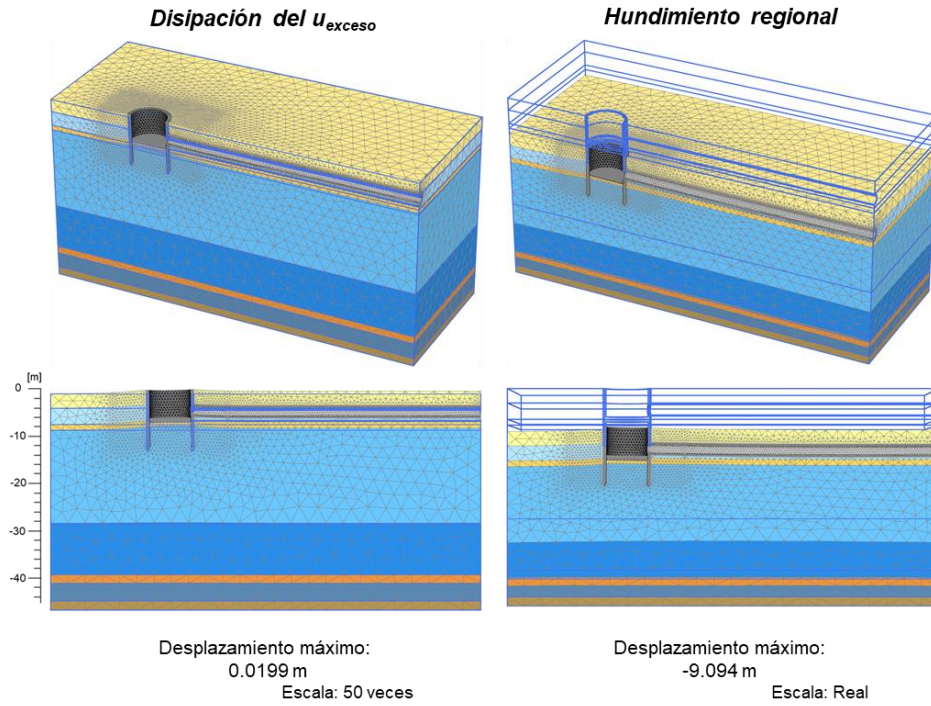 Disipación del u_exceso
Hundimiento regional
[m]
0
-10
-20
-30
-40
Desplazamiento máximo:
0.0199 m
Escala: 50 veces
Desplazamiento máximo:
-9.094 m
Escala: Real